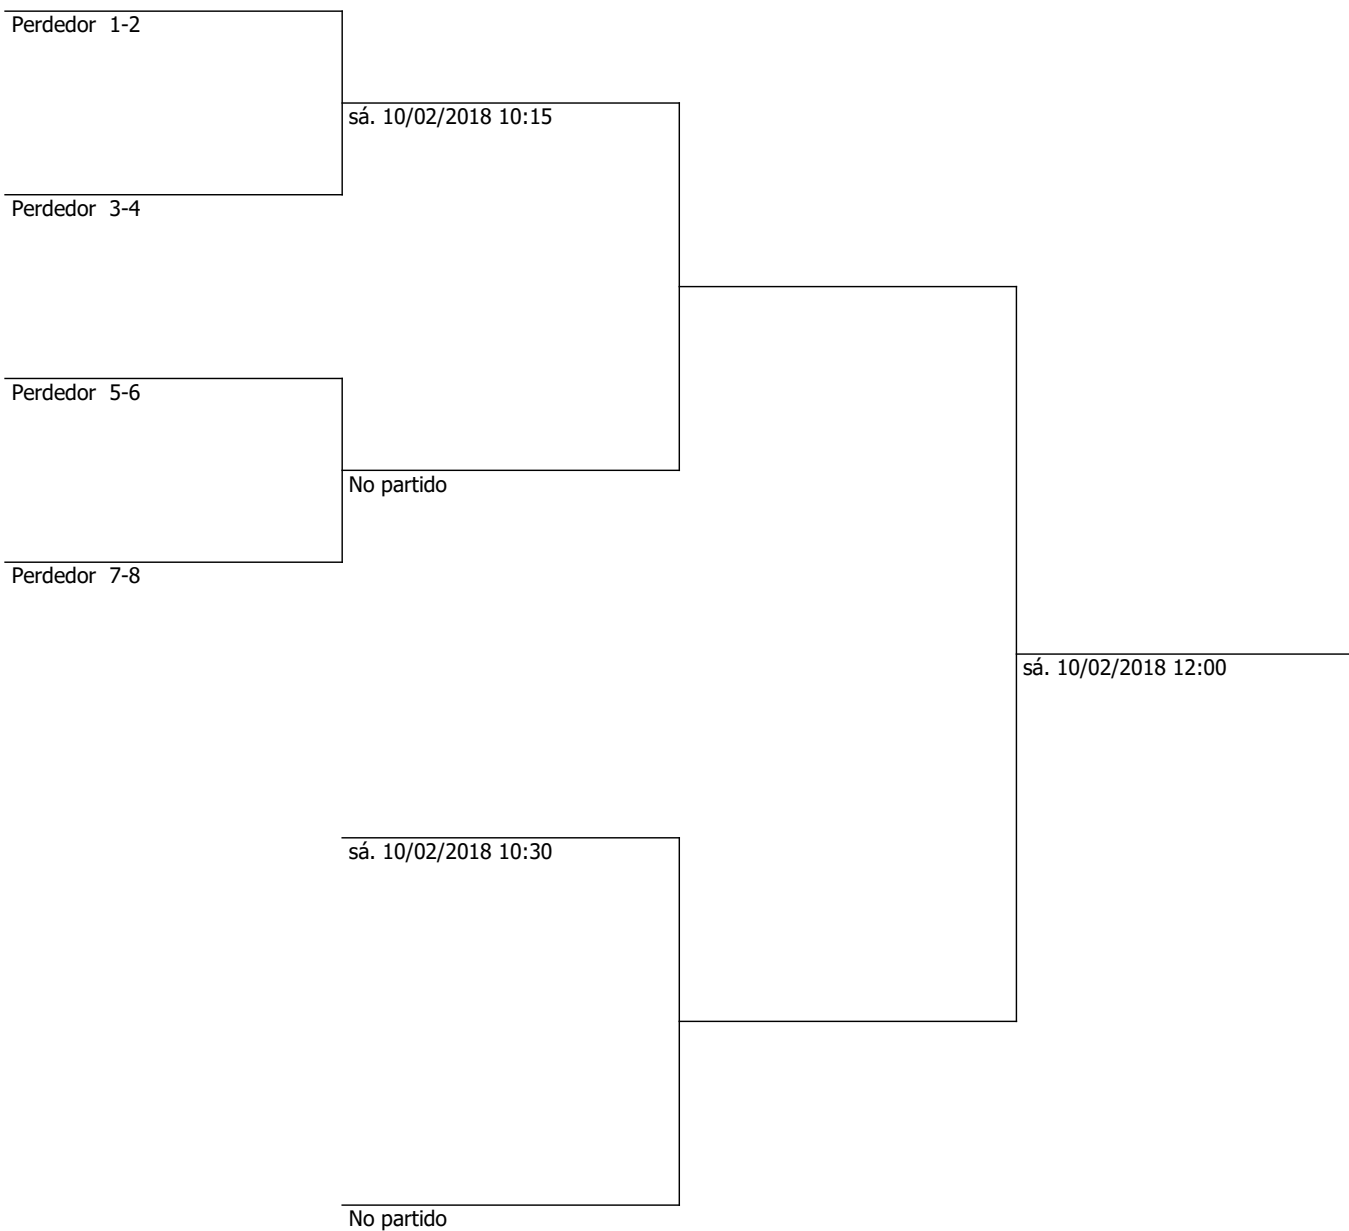 Perdedor 1-2
sá. 10/02/2018 10:15
Perdedor 3-4
Perdedor 5-6
No partido
Perdedor 7-8
sá. 10/02/2018 12:00
sá. 10/02/2018 10:30
No partido